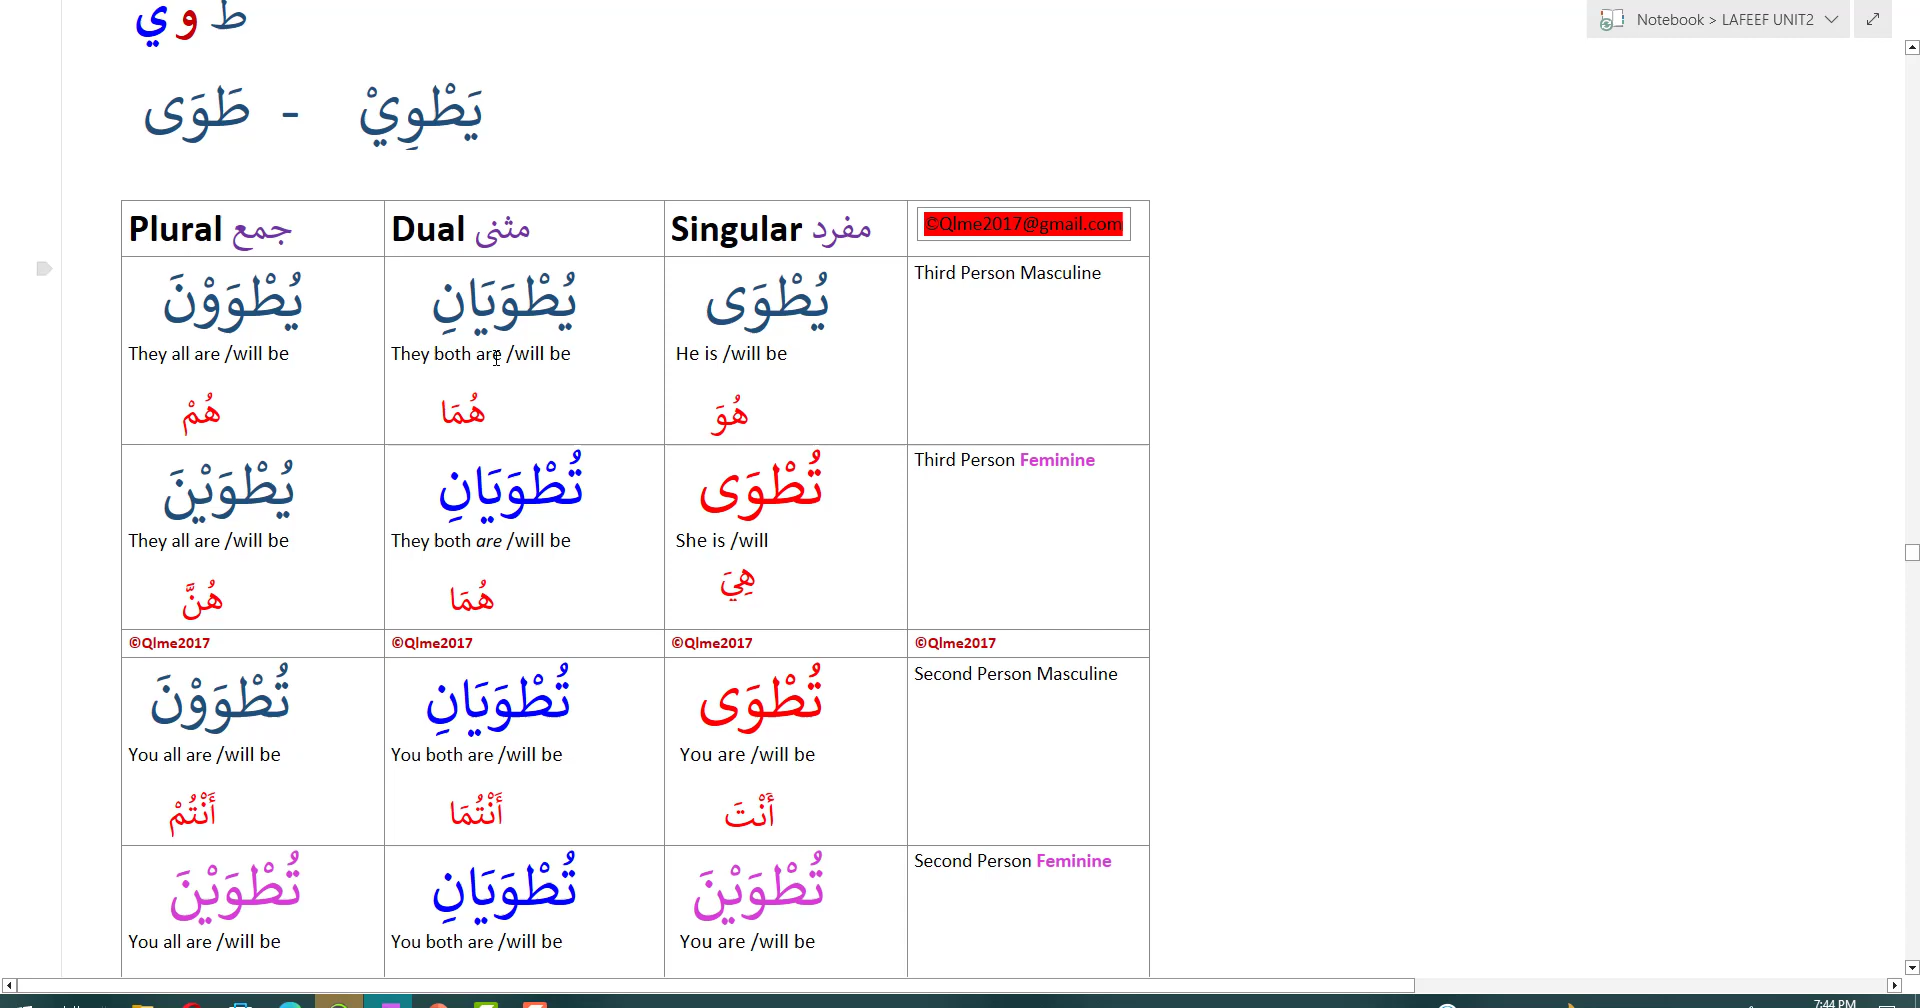 ط و ي
Notebook > LAFEEF UNIT2
طَوَى - يَطْوِيْ
Plural جمع Dual مثنى Singular مفرد ©Qlme2017@gmail.com
يُطْوَوْنَ يُطْوَيَانِ يُطْوَى Third Person Masculine
They all are /will be They both are /will be He is /will be
هُمْ هُمَا هُوَ
يُطْوَيْنَ تُطْوَيَانِ تُطْوَى Third Person Feminine
They all are /will be They both are /will be She is /will
هُنَّ هُمَا هِيَ
©Qlme2017 ©Qlme2017 ©Qlme2017 ©Qlme2017
تُطْوَوْنَ تُطْوَيَانِ تُطْوَى Second Person Masculine
You all are /will be You both are /will be You are /will be
أَنْتُمْ أَنْتُمَا أَنْتَ
تُطْوَيْنَ تُطْوَيَانِ تُطْوَيْنَ Second Person Feminine
You all are /will be You both are /will be You are /will be
7:44 PM